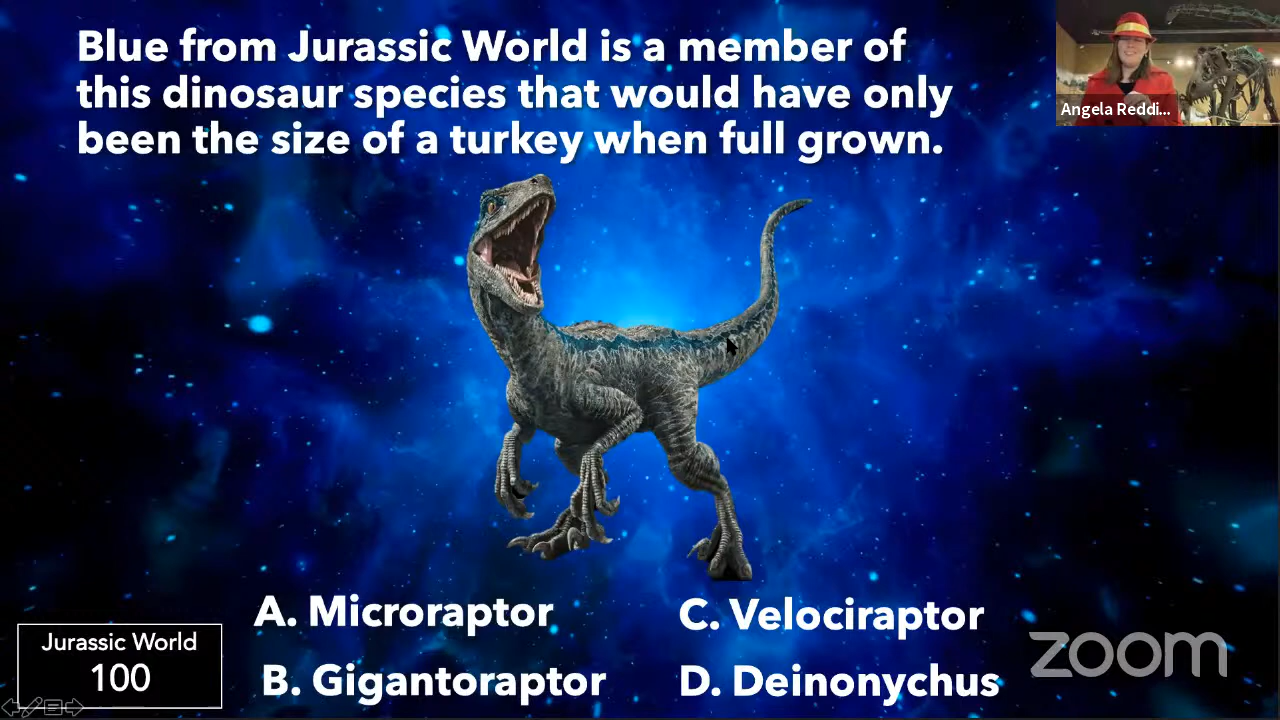 Blue from Jurassic World is a member of
this dinosaur species that would have only
been the size of a turkey when full grown.
Angela Reddi...
A. Microraptor
C. Velociraptor
B. Gigantoraptor
D. Deinonychus
Jurassic World
100
zoom